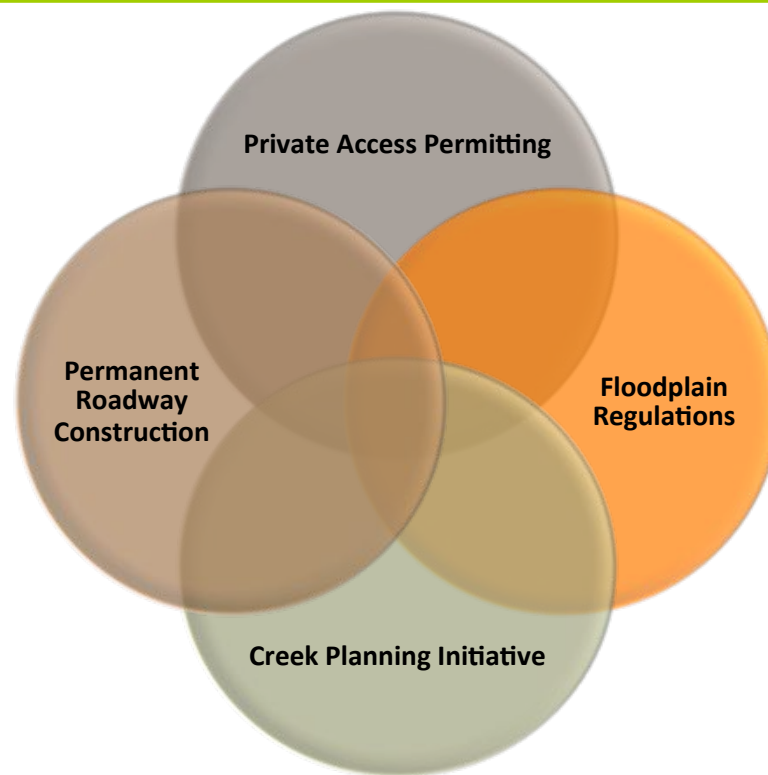 Private Access Permitting
Permanent
Roadway
Construction
Floodplain
Regulations
Creek Planning Initiative